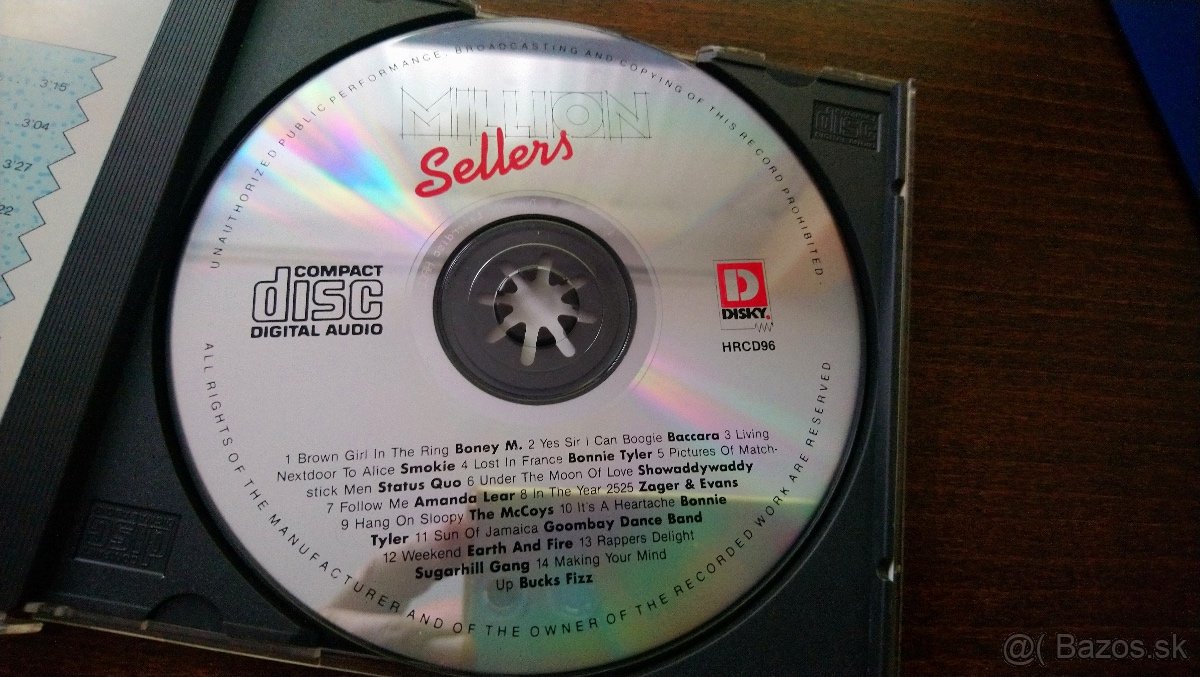 3'15
3'04
3'27
22
UNAUTHORIZED PUBLIC PERFORMANCE, BROADCASTING AND COPYING OF THIS RECORD PROHIBITED.
MILLION
Sellers
COMPACT
disc
DIGITAL AUDIO
D
DISKY.
HRCD96
1 Brown Girl In The Ring Boney M. 2 Yes Sir I Can Boogie Baccara 3 Living
Nextdoor To Alice Smokie 4 Lost In France Bonnie Tyler 5 Pictures Of Match-
stick Men Status Quo 6 Under The Moon Of Love Showaddywaddy
7 Follow Me Amanda Lear 8 In The Year 2525 Zager & Evans
9 Hang On Sloopy The McCoys 10 It's A Heartache Bonnie
Tyler 11 Sun Of Jamaica Goombay Dance Band
12 Weekend Earth And Fire 13 Rappers Delight
Sugarhill Gang 14 Making Your Mind
Up Bucks Fizz
ALL RIGHTS OF THE MANUFACTURER AND OF THE OWNER OF THE RECORDED WORK ARE RESERVED
disc
@( Bazos.sk